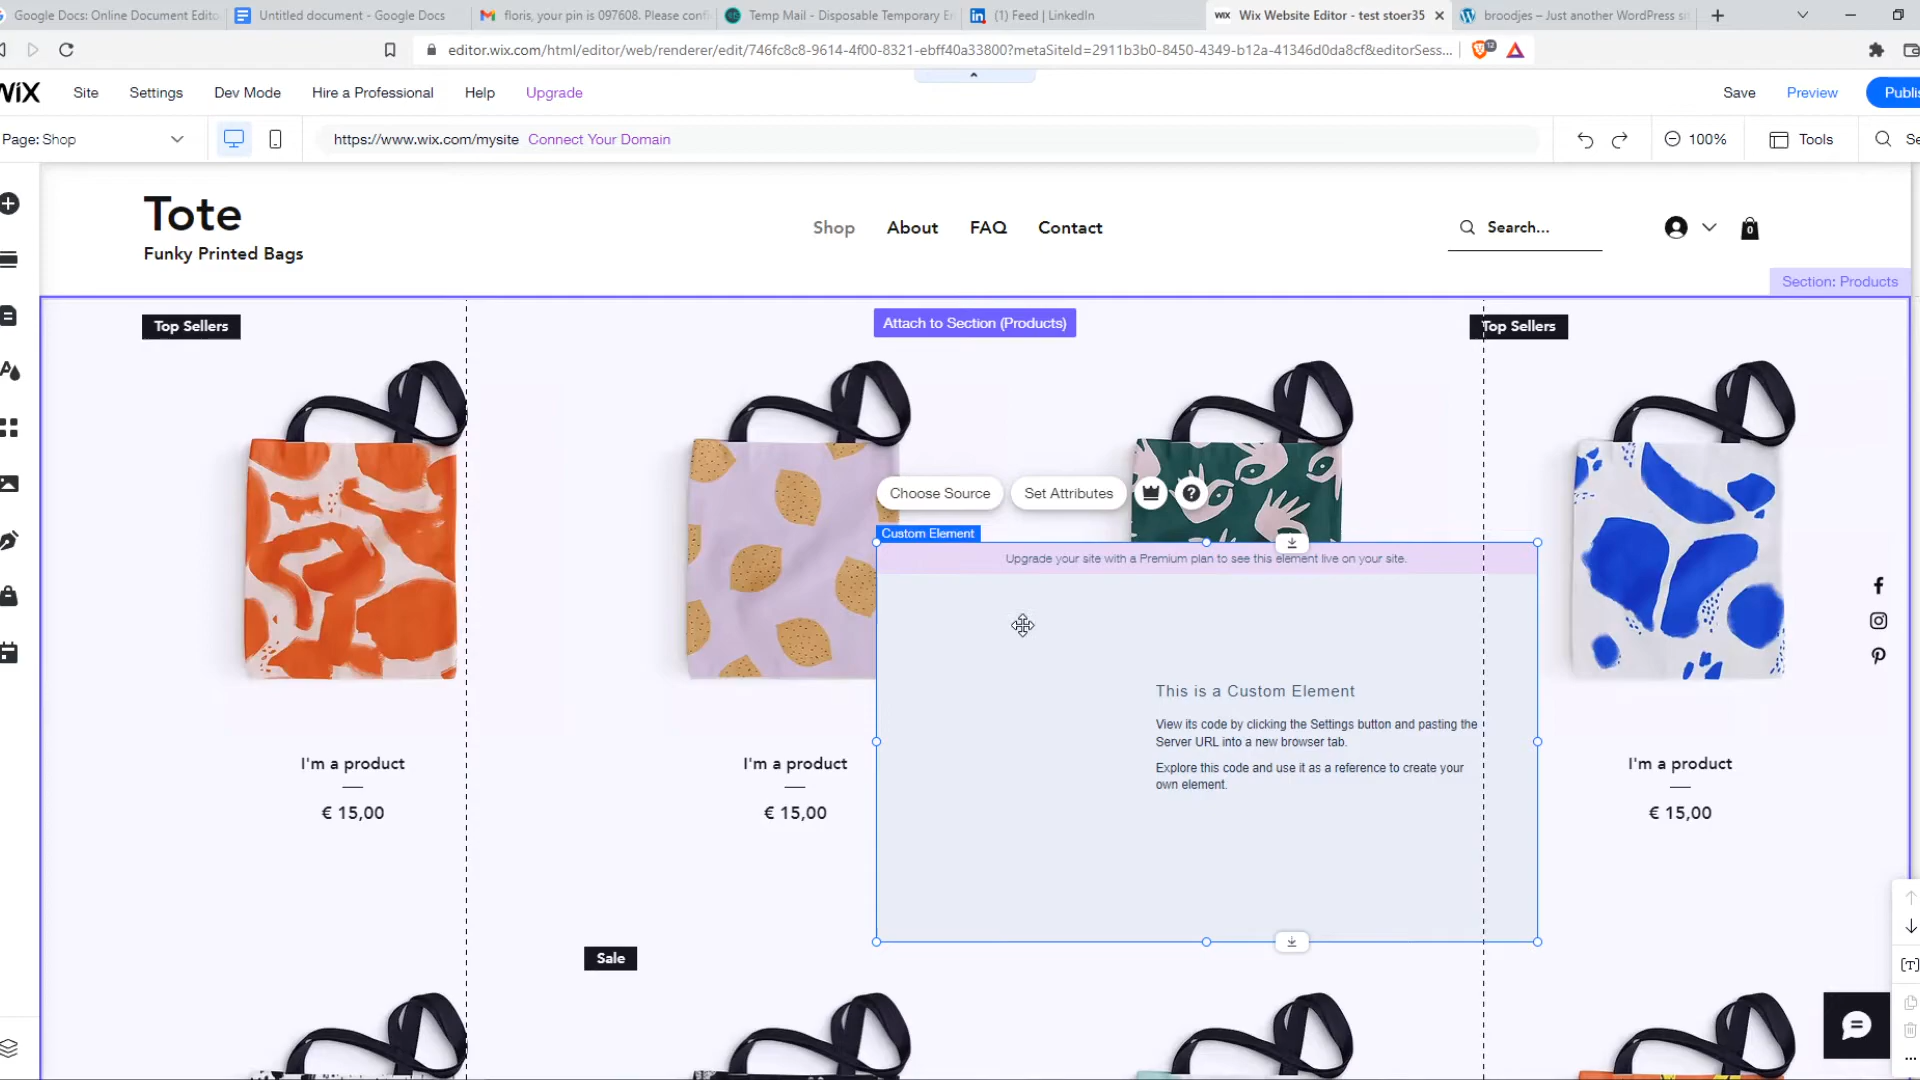 Google Docs: Online Document Edito
Untitled document - Google Docs
floris, your pin is 097608. Please confi
Temp Mail - Disposable Temporary E
(1) Feed | LinkedIn
WIX Wix Website Editor - test stoer35
broodjes – Just another WordPress si
editor.wix.com/html/editor/web/renderer/edit/746fc8c8-9614-4f00-8321-ebff40a33800?metaSiteId=2911b3b0-8450-4349-b12a-41346d0da8cf&editorSess...
12
WIX
Site
Settings
Dev Mode
Hire a Professional
Help
Upgrade
Save
Preview
Publis
Page: Shop
https://www.wix.com/mysite Connect Your Domain
100%
Tools
Se
Tote
Funky Printed Bags
Shop
About
FAQ
Contact
Search...
0
Section: Products
Top Sellers
Attach to Section (Products)
Top Sellers
Choose Source
Set Attributes
?
Custom Element
Upgrade your site with a Premium plan to see this element live on your site.
This is a Custom Element
View its code by clicking the Settings button and pasting the
Server URL into a new browser tab.
Explore this code and use it as a reference to create your
own element.
I'm a product
€ 15,00
I'm a product
€ 15,00
I'm a product
€ 15,00
Sale